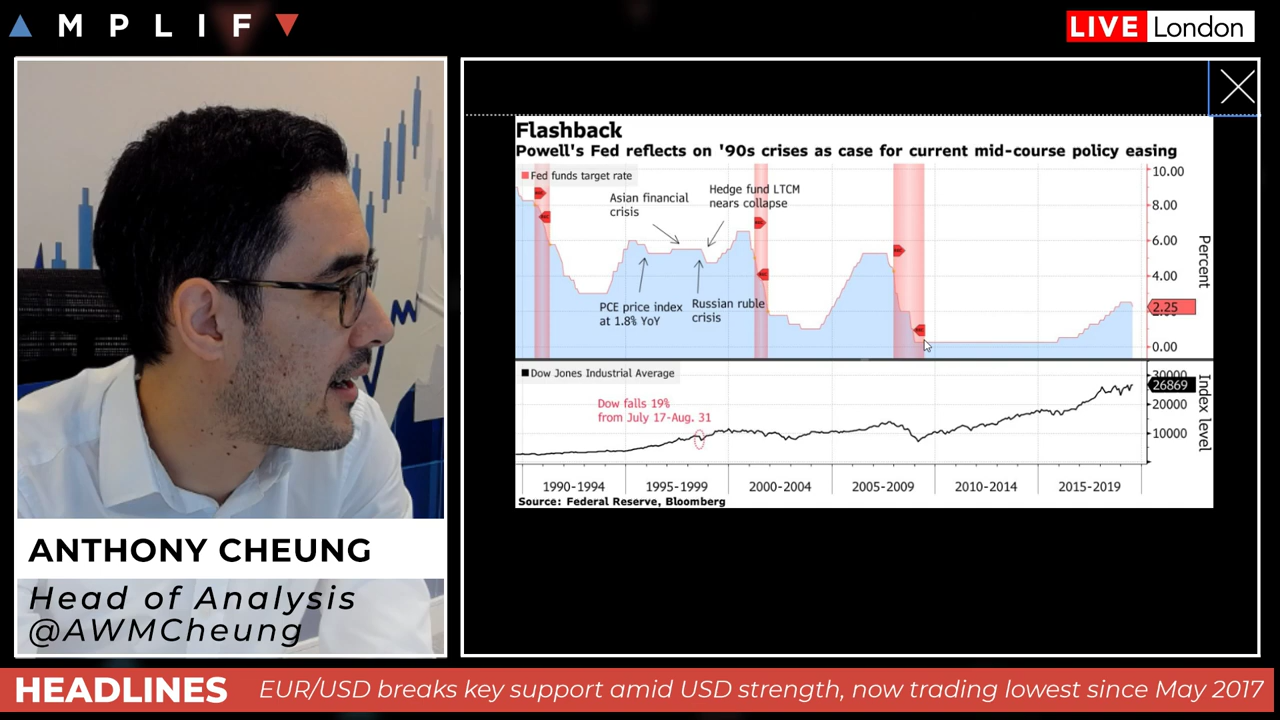 AMPLIFY
LIVE London
Flashback
Powell's Fed reflects on '90s crises as case for current mid-course policy easing
Fed funds target rate
Asian financial
crisis
Hedge fund LTCM
nears collapse
PCE price index
at 1.8% YoY
Russian ruble
crisis
10.00
8.00
6.00
4.00
2.25
0.00
Percent
Dow Jones Industrial Average
Dow falls 19%
from July 17-Aug. 31
30000
26869
20000
10000
Index level
1990-1994 1995-1999 2000-2004 2005-2009 2010-2014 2015-2019
Source: Federal Reserve, Bloomberg
ANTHONY CHEUNG
Head of Analysis
@AWMCheung
HEADLINES EUR/USD breaks key support amid USD strength, now trading lowest since May 2017